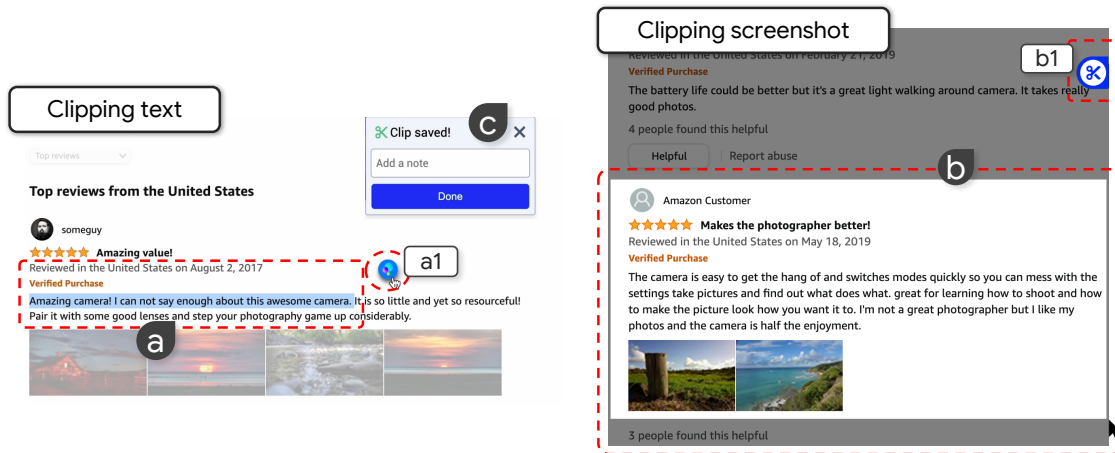 Clipping text
Top reviews
Top reviews from the United States
someguy
Amazing value!
Reviewed in the United States on August 2, 2017
Verified Purchase
Amazing camera! I can not say enough about this awesome camera. It is so little and yet so resourceful!
Pair it with some good lenses and step your photography game up considerably.
a
a1
Clip saved!
c
Add a note
Done
Clipping screenshot
Reviewed in the United States on February 21, 2019
b1
Verified Purchase
The battery life could be better but it's a great light walking around camera. It takes really
good photos.
4 people found this helpful
Helpful
Report abuse
b
Amazon Customer
Makes the photographer better!
Reviewed in the United States on May 18, 2019
Verified Purchase
The camera is easy to get the hang of and switches modes quickly so you can mess with the
settings take pictures and find out what does what. great for learning how to shoot and how
to make the picture look how you want it to. I'm not a great photographer but I like my
photos and the camera is half the enjoyment.
3 people found this helpful